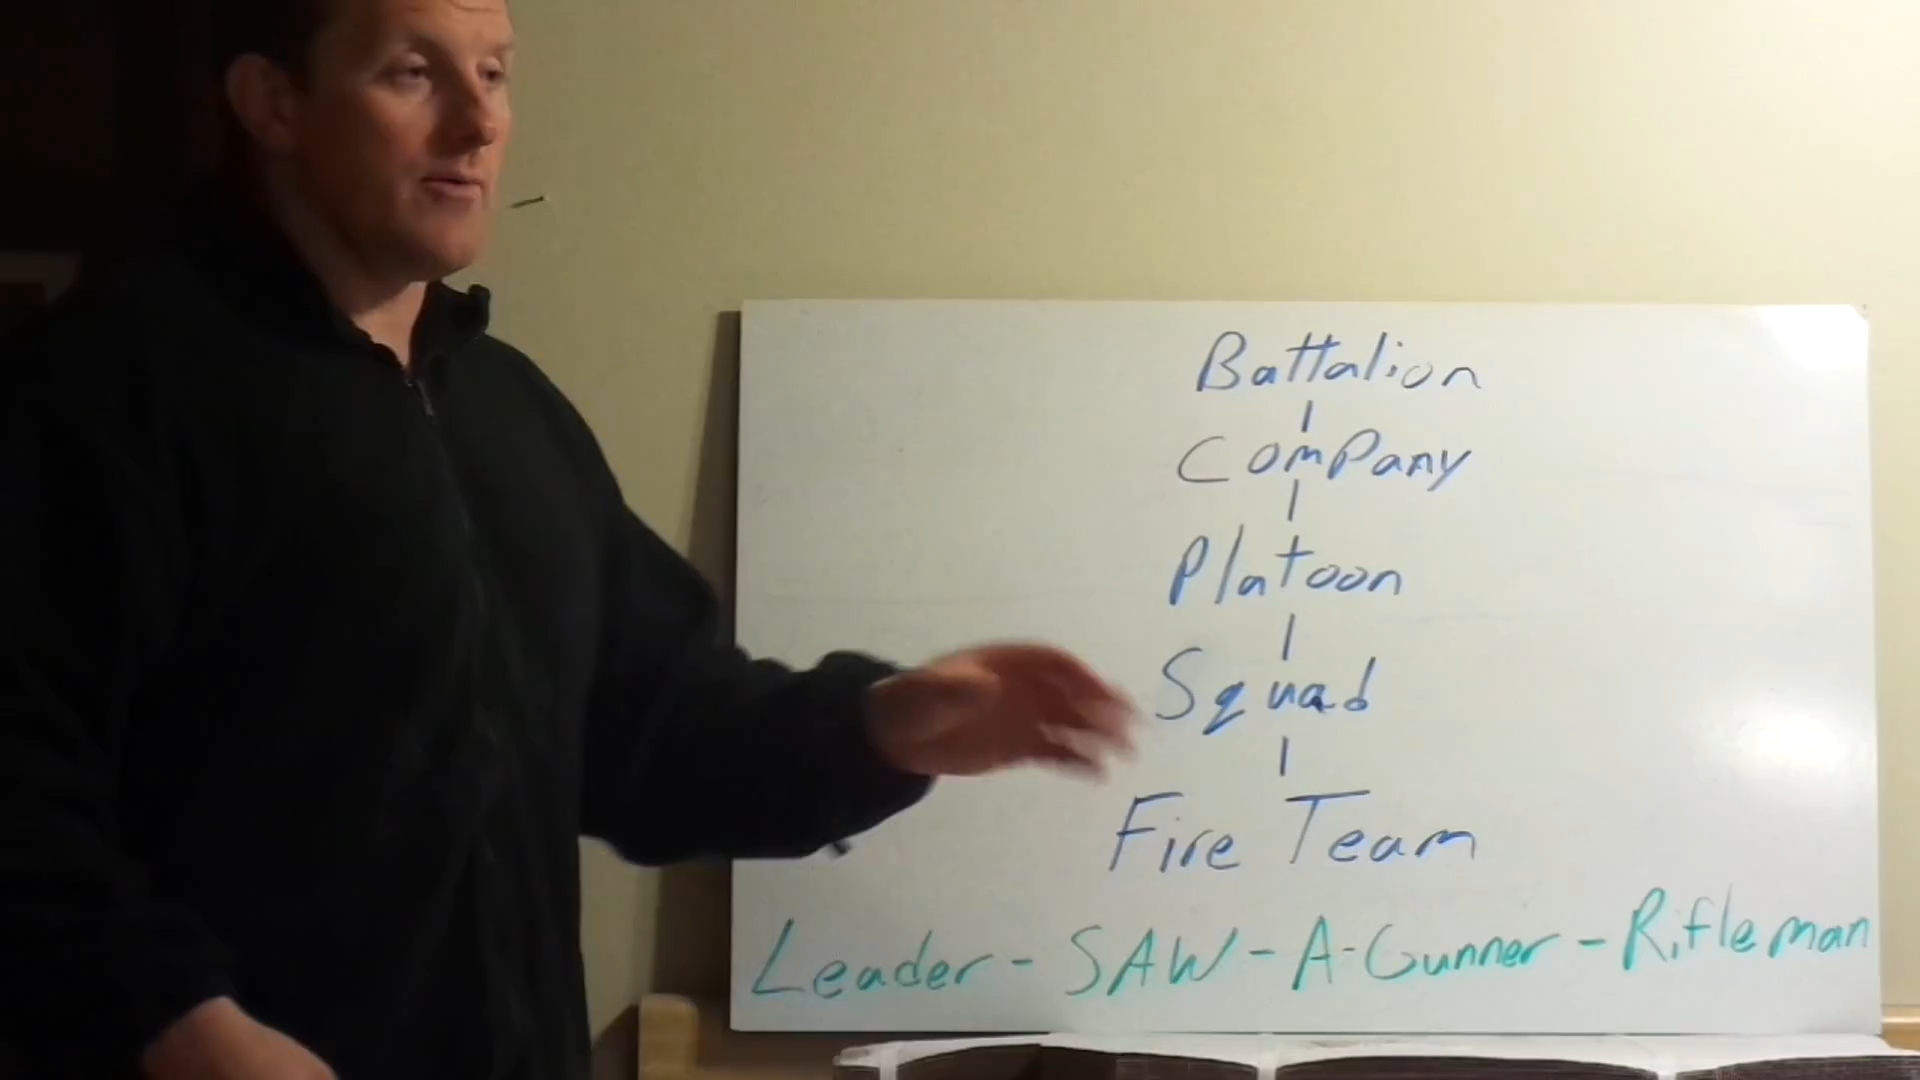 Battalion
Company
Platoon
Squad
Fire Team
Leader - SAW - A-Gunner - Rifleman